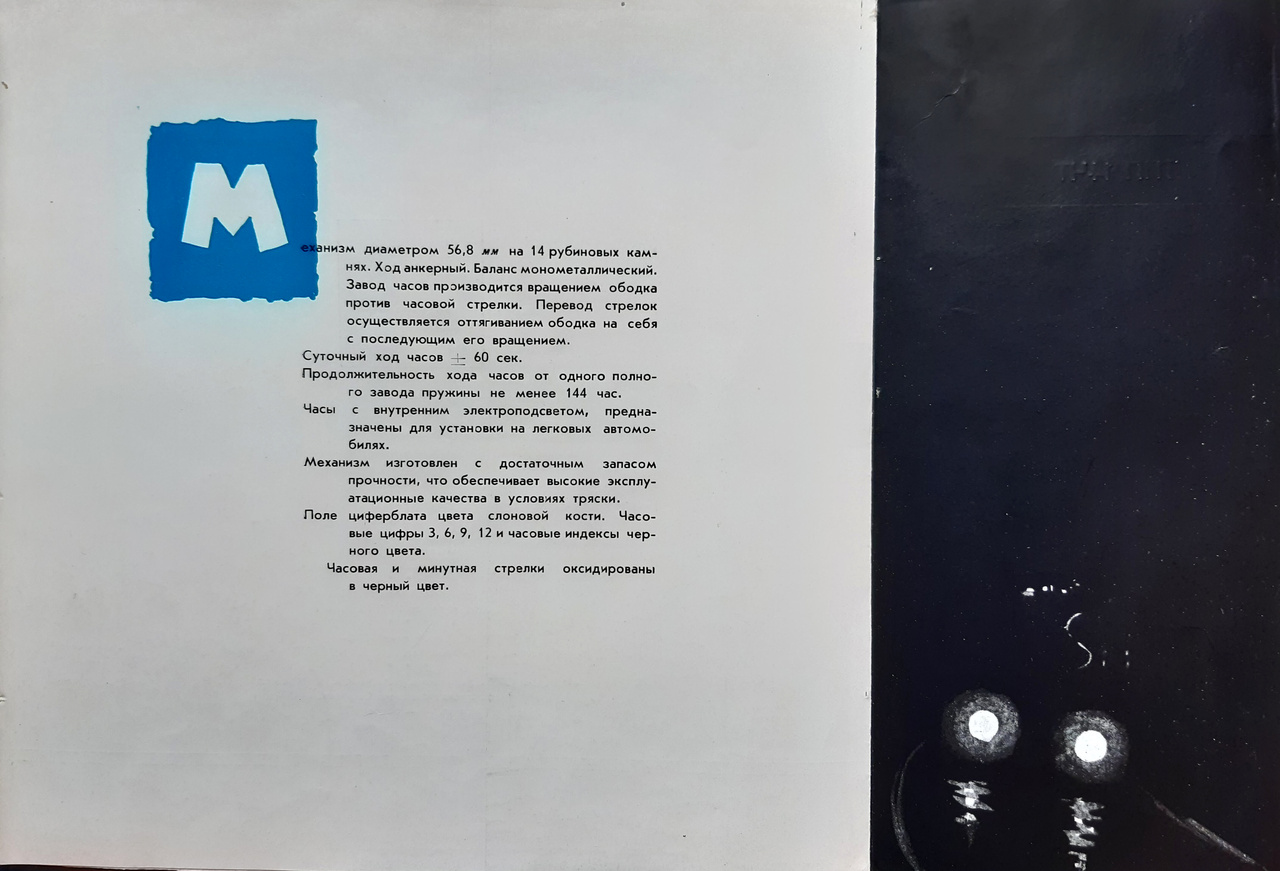 Механизм диаметром 56,8 мм на 14 рубиновых кам-
нях. Ход анкерный. Баланс монометаллический.
Завод часов производится вращением ободка
против часовой стрелки. Перевод стрелок
осуществляется оттягиванием ободка на себя
с последующим его вращением.
Суточный ход часов ± 60 сек.
Продолжительность хода часов от одного полно-
го завода пружины не менее 144 час.
Часы с внутренним электроподсветом, предна-
значены для установки на легковых автомо-
билях.
Механизм изготовлен с достаточным запасом
прочности, что обеспечивает высокие эксплу-
атационные качества в условиях тряски.
Поле циферблата цвета слоновой кости. Часо-
вые цифры 3, 6, 9, 12 и часовые индексы чер-
ного цвета.
Часовая и минутная стрелки оксидированы
в черный цвет.